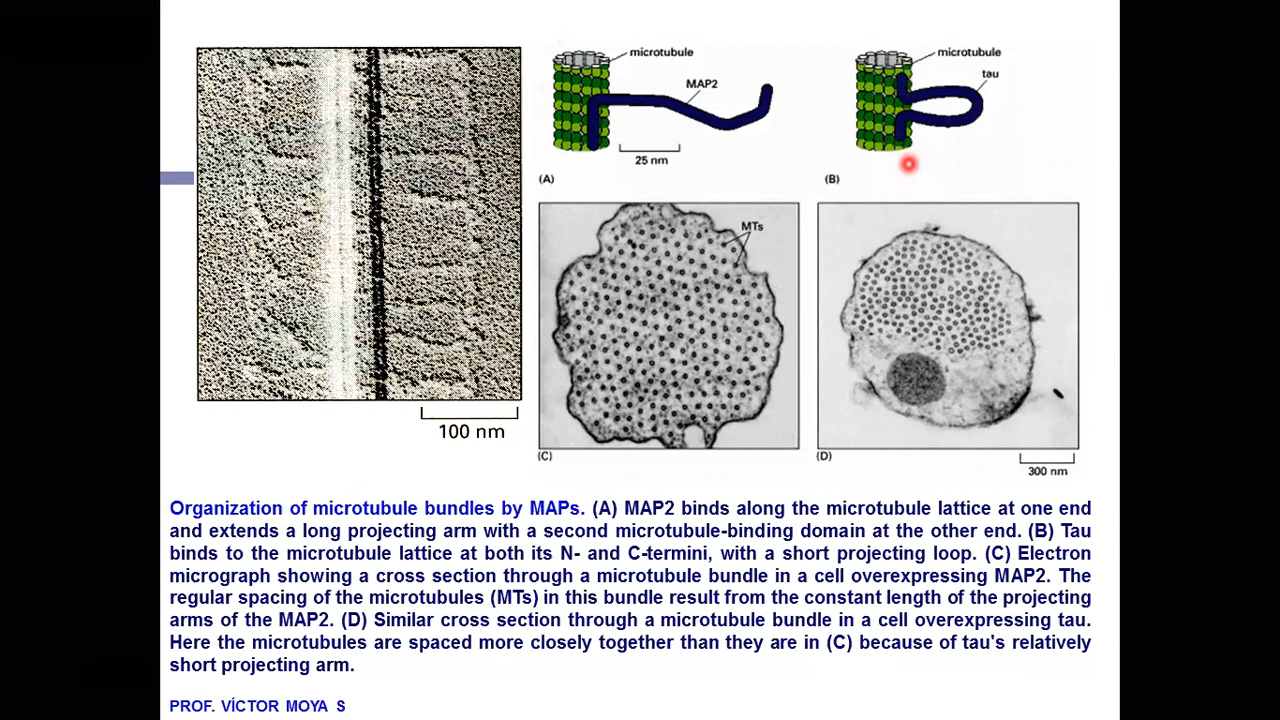 microtubule
MAP2
25 nm
(A)
microtubule
tau
(B)
100 nm
MTs
(C)
(D)
300 nm
Organization of microtubule bundles by MAPs. (A) MAP2 binds along the microtubule lattice at one end
and extends a long projecting arm with a second microtubule-binding domain at the other end. (B) Tau
binds to the microtubule lattice at both its N- and C-termini, with a short projecting loop. (C) Electron
micrograph showing a cross section through a microtubule bundle in a cell overexpressing MAP2. The
regular spacing of the microtubules (MTs) in this bundle result from the constant length of the projecting
arms of the MAP2. (D) Similar cross section through a microtubule bundle in a cell overexpressing tau.
Here the microtubules are spaced more closely together than they are in (C) because of tau's relatively
short projecting arm.
PROF. VÍCTOR MOYA S